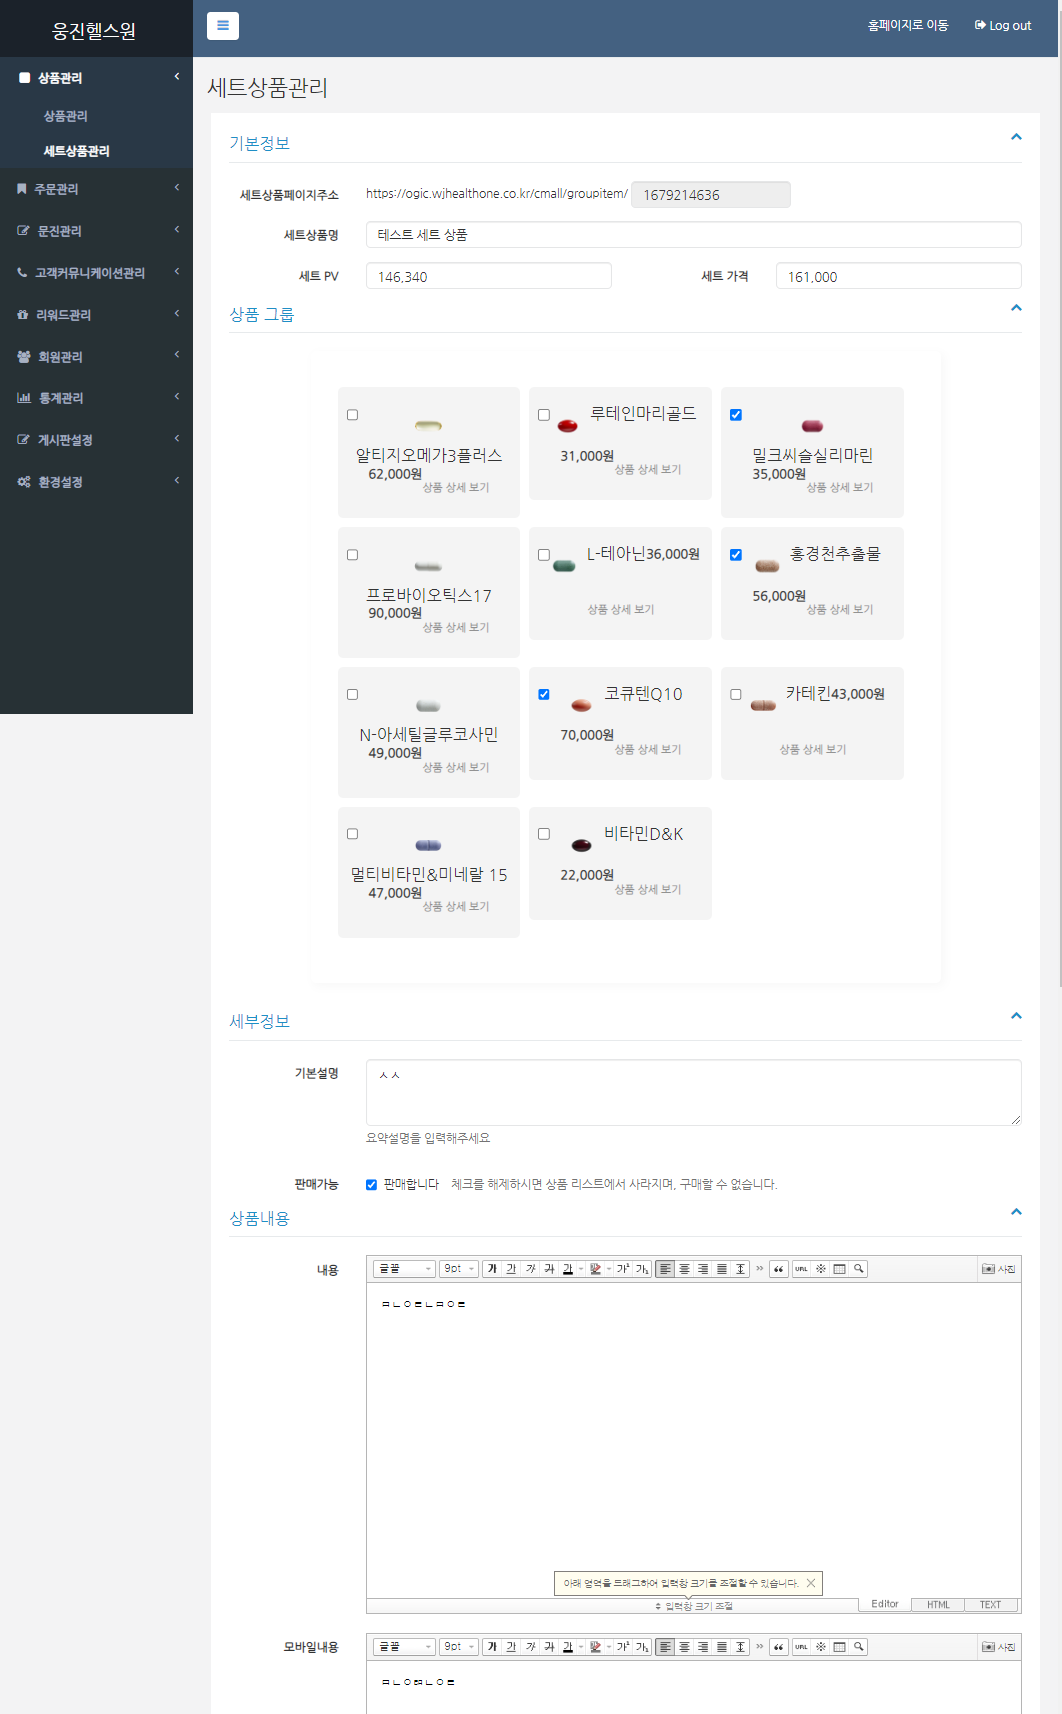 웅진헬스원
홈페이지로 이동
Log out
상품관리
상품관리
세트상품관리
주문관리
문진관리
고객커뮤니케이션관리
리워드관리
회원관리
통계관리
게시판설정
환경설정
세트상품관리
기본정보
세트상품페이지주소 https://ogic.wjhealthone.co.kr/cmall/groupitem/ 1679214636
세트상품명 테스트 세트 상품
세트 PV 146,340 세트 가격 161,000
상품 그룹
알티지오메가3플러스
62,000원
상품 상세 보기
루테인마리골드
31,000원
상품 상세 보기
밀크씨슬실리마린
35,000원
상품 상세 보기
프로바이오틱스17
90,000원
상품 상세 보기
L-테아닌36,000원
상품 상세 보기
홍경천추출물
56,000원
상품 상세 보기
N-아세틸글루코사민
49,000원
상품 상세 보기
코큐텐Q10
70,000원
상품 상세 보기
카테킨43,000원
상품 상세 보기
멀티비타민&미네랄 15
47,000원
상품 상세 보기
비타민D&K
22,000원
상품 상세 보기
세부정보
기본설명 ㅅㅅ
요약설명을 입력해주세요
판매가능 판매합니다 체크를 해제하시면 상품 리스트에서 사라지며, 구매할 수 없습니다.
상품내용
내용 글꼴 9pt 가 가 가 가 가 가 가 URL 사진
ㅁㄴㅇㄹㄴㅁㅇㄹ
아래 영역을 드래그하여 입력창 크기를 조절할 수 있습니다.
입력창 크기 조절 Editor HTML TEXT
모바일내용 글꼴 9pt 가 가 가 가 가 가 가 URL 사진